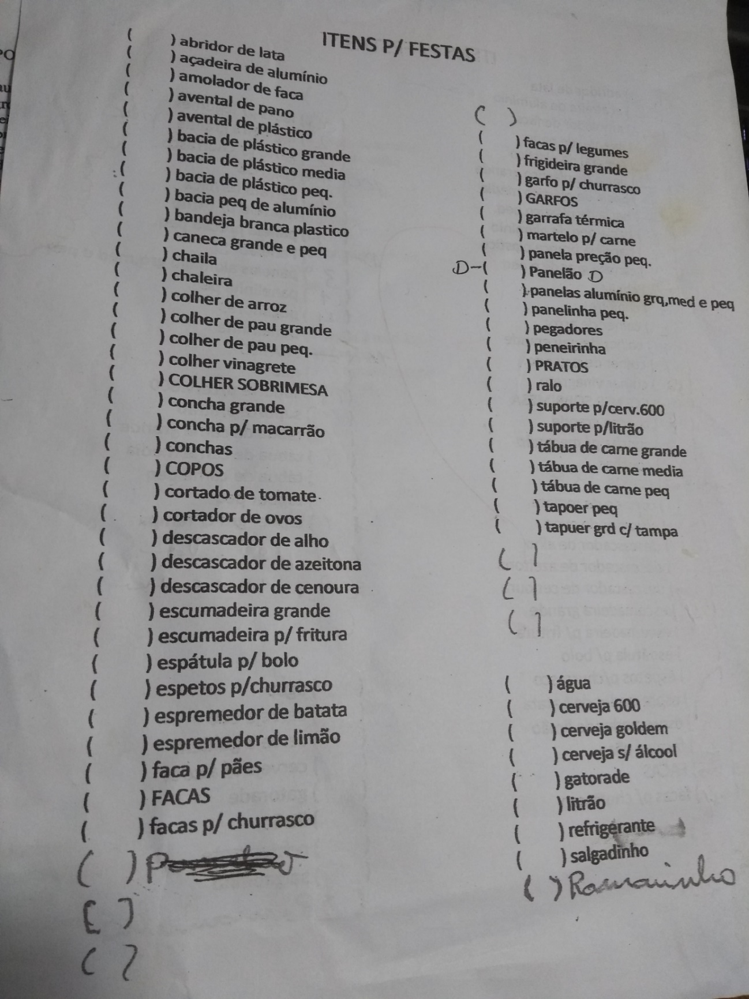 ITENS P/ FESTAS
( ) abridor de lata
( ) açadeira de alumínio
( ) amolador de faca
( ) avental de pano
( ) avental de plástico
( ) bacia de plástico grande
( ) bacia de plástico media
( ) bacia de plástico peq.
( ) bacia peq de alumínio
( ) bandeja branca plastico
( ) caneca grande e peq
( ) chaila
( ) chaleira
( ) colher de arroz
( ) colher de pau grande
( ) colher de pau peq.
( ) colher vinagrete
( ) COLHER SOBRIMESA
( ) concha grande
( ) concha p/ macarrão
( ) conchas
( ) COPOS
( ) cortado de tomate
( ) cortador de ovos
( ) descascador de alho
( ) descascador de azeitona
( ) descascador de cenoura
( ) escumadeira grande
( ) escumadeira p/ fritura
( ) espátula p/ bolo
( ) espetos p/churrasco
( ) espremedor de batata
( ) espremedor de limão
( ) faca p/ pães
( ) FACAS
( ) facas p/ churrasco
( )
( )
( )
( )
( ) facas p/ legumes
( ) frigideira grande
( ) garfo p/ churrasco
( ) GARFOS
( ) garrafa térmica
( ) martelo p/ carne
( ) panela preção peq.
D-( ) Panelão D
( ) panelas alumínio grq,med e peq
( ) panelinha peq.
( ) pegadores
( ) peneirinha
( ) PRATOS
( ) ralo
( ) suporte p/cerv.600
( ) suporte p/litrão
( ) tábua de carne grande
( ) tábua de carne media
( ) tábua de carne peq
( ) tapoer peq
( ) tapuer grd c/ tampa
( )
( )
( )
( ) água
( ) cerveja 600
( ) cerveja goldem
( ) cerveja s/ álcool
( ) gatorade
( ) litrão
( ) refrigerante
( ) salgadinho
( ) Romarinho